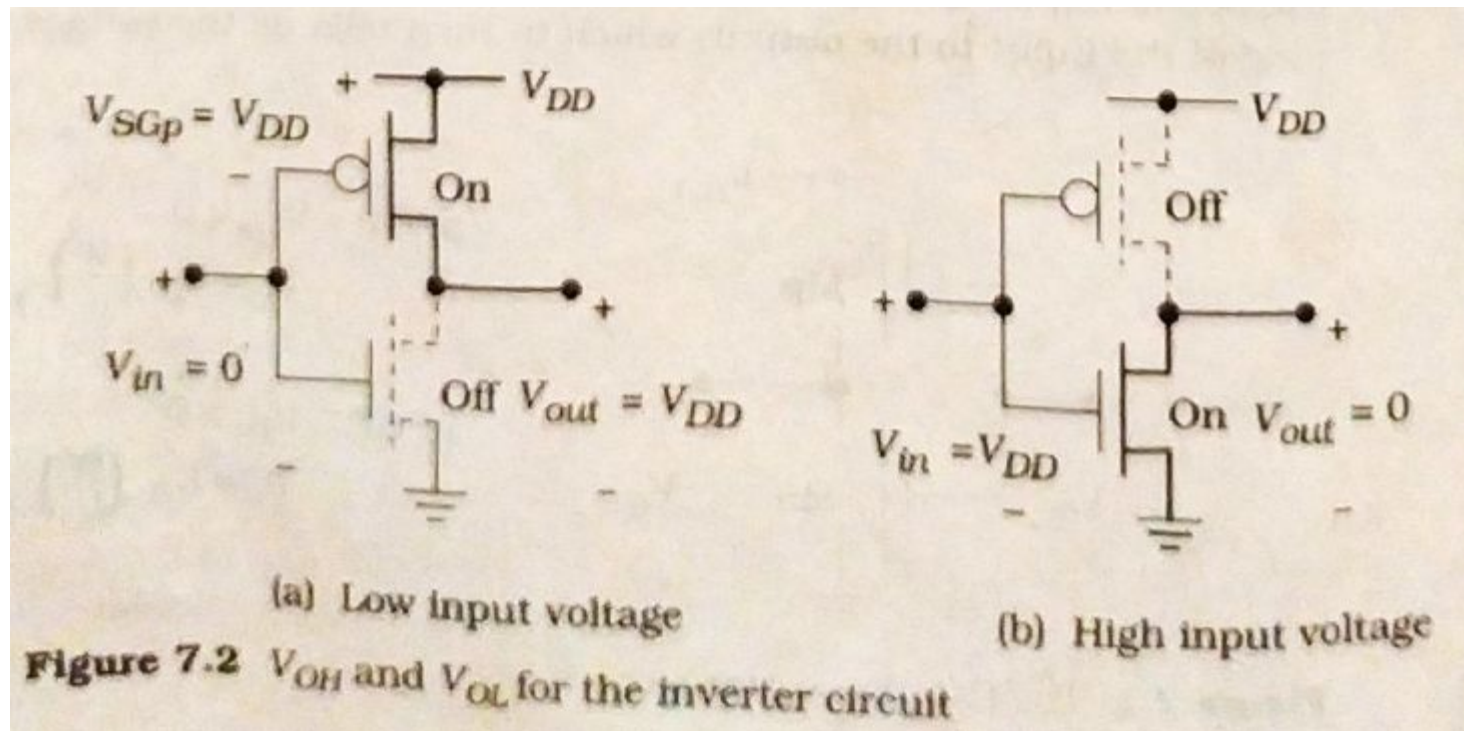 V_DD
V_SGp = V_DD
On
V_in = 0
Off V_out = V_DD
V_DD
Off
On V_out = 0
V_in = V_DD
(a) Low input voltage
(b) High input voltage
Figure 7.2 V_OH and V_OL for the inverter circuit